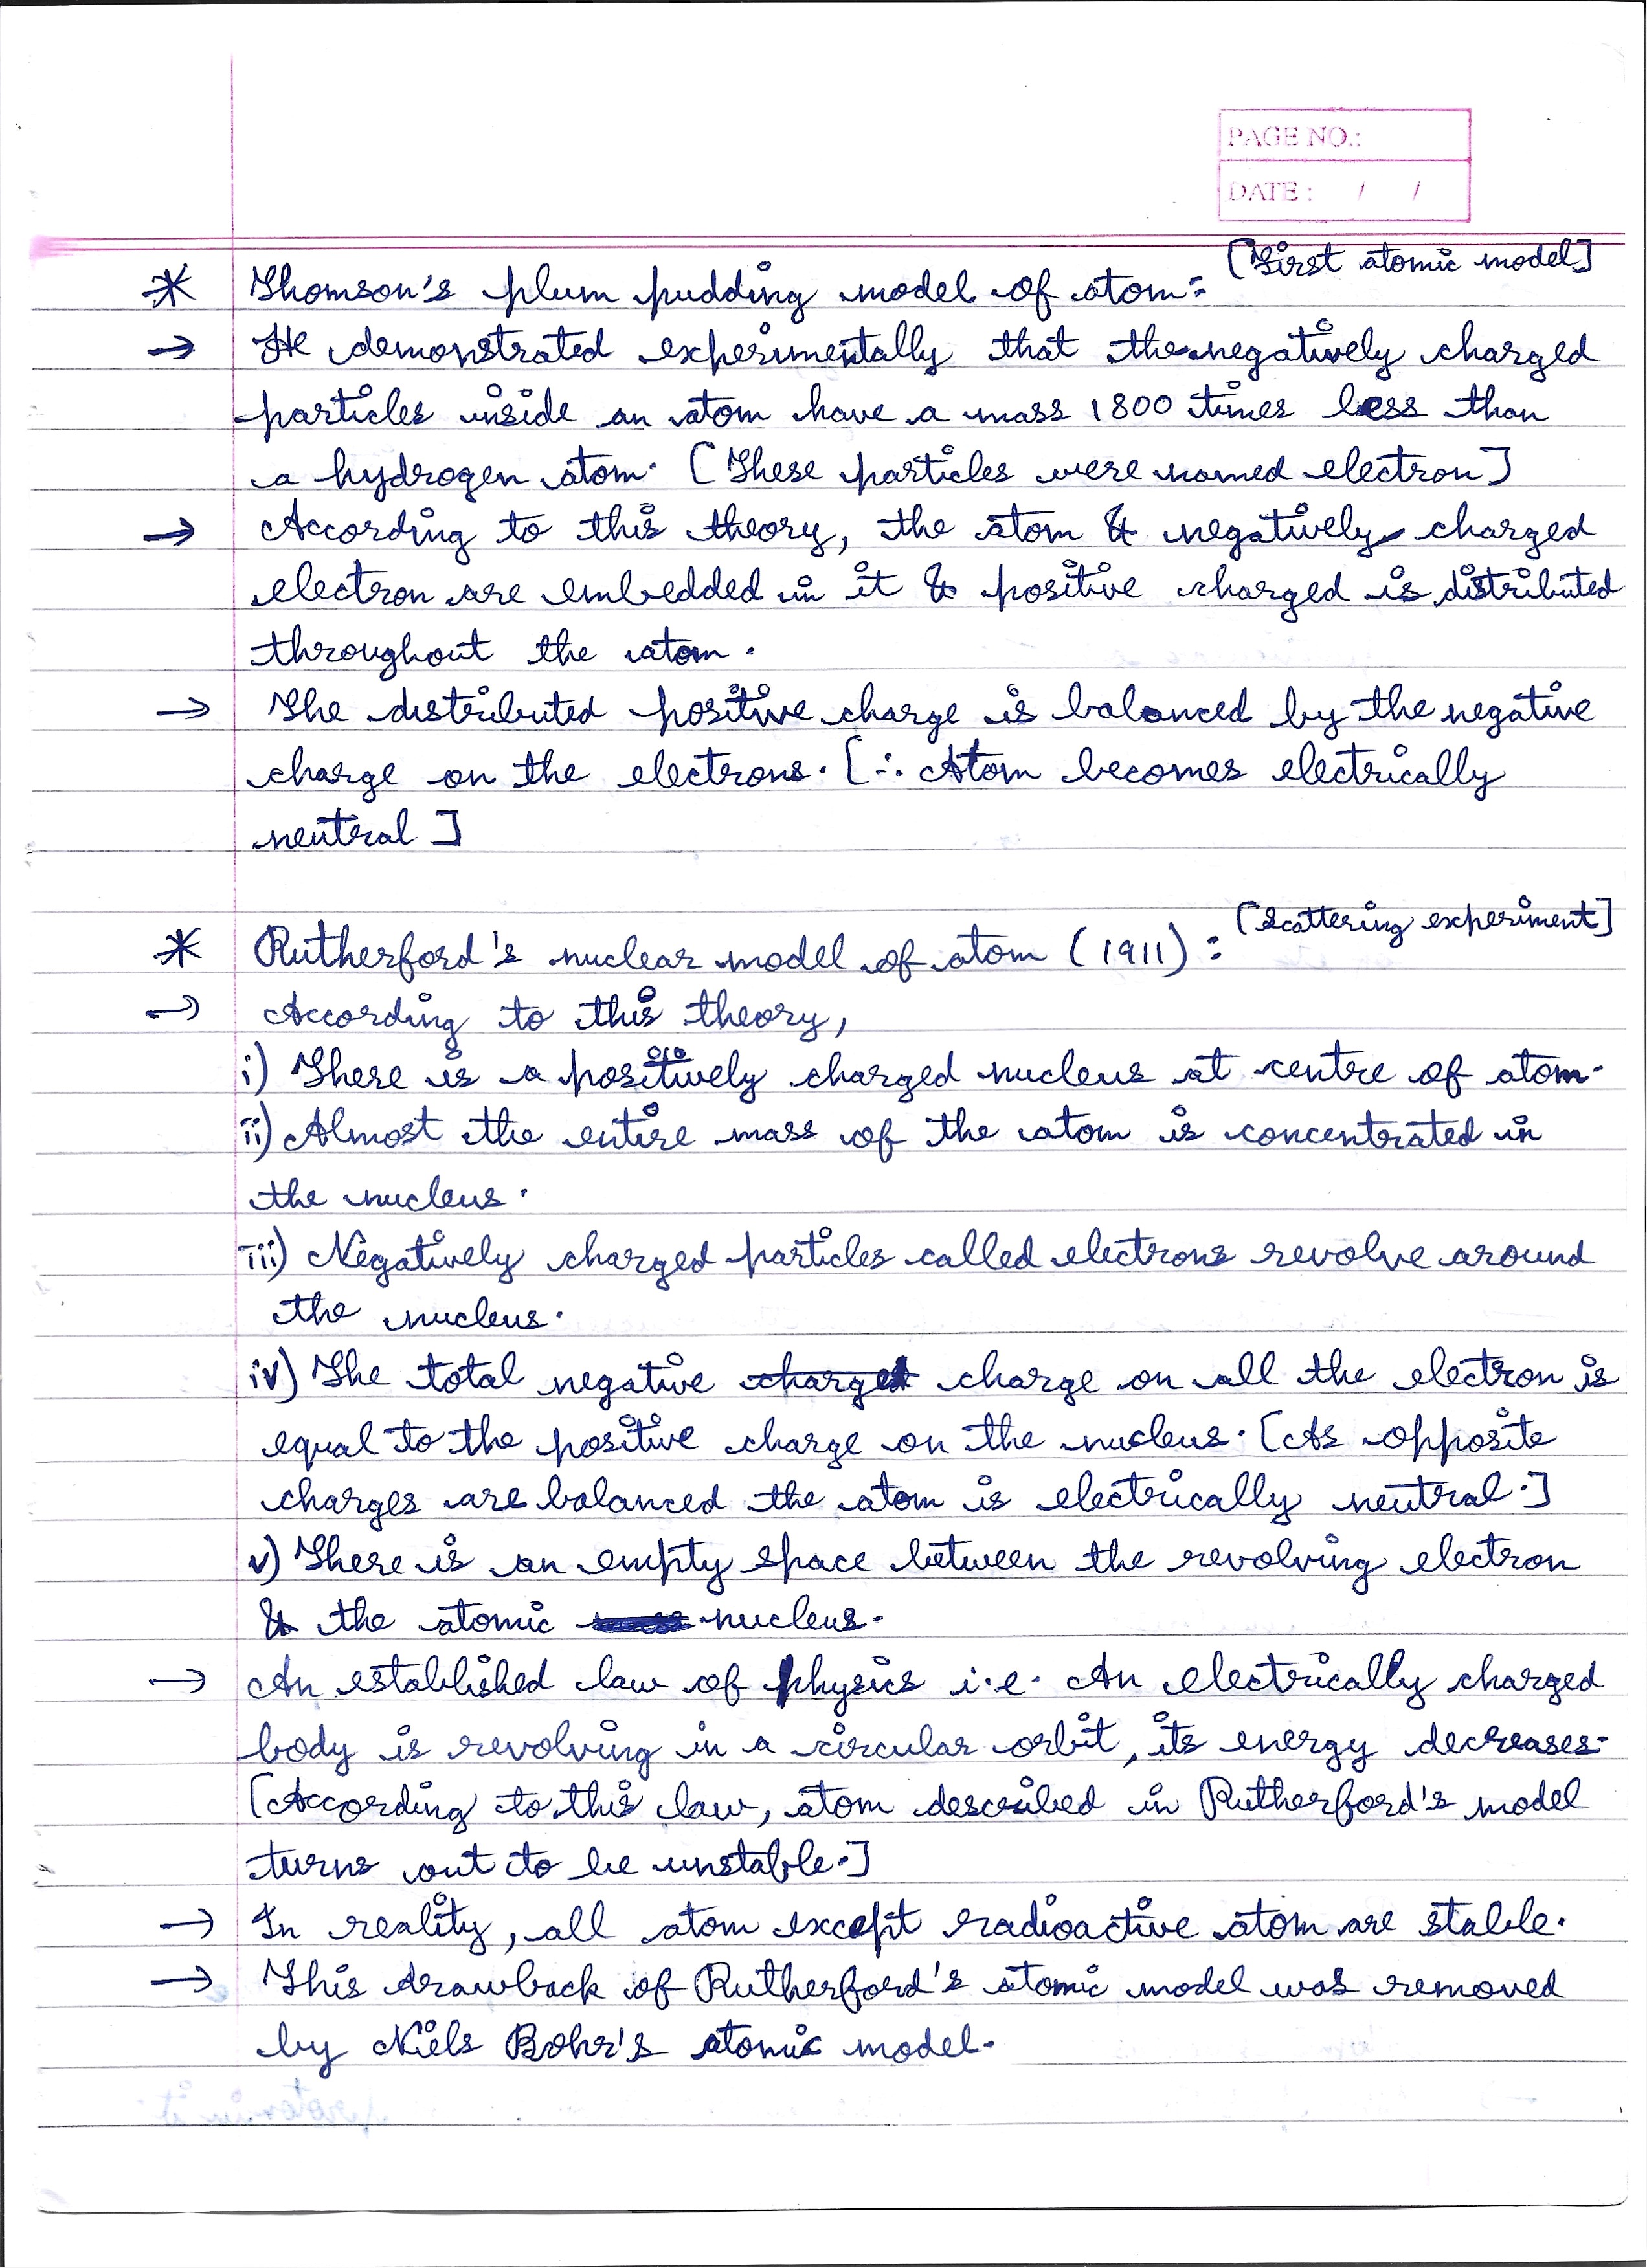 PAGE NO.:
DATE : / /
* Thomson's plum pudding model of atom:- [First atomic model]
→ He demonstrated experimentally that the negatively charged
particles inside an atom have a mass 1800 times less than
a hydrogen atom. [These particles were named electron]
→ According to this theory, the atom & negatively charged
electron are embedded in it & positive charged is distributed
throughout the atom.
→ The distributed positive charge is balanced by the negative
charge on the electrons. [∴ Atom becomes electrically
neutral ]
* Rutherford's nuclear model of atom (1911) : [Scattering experiment]
→ According to this theory,
i) There is a positively charged nucleus at centre of atom.
ii) Almost the entire mass of the atom is concentrated in
the nucleus.
iii) Negatively charged particles called electrons revolve around
the nucleus.
iv) The total negative charge on all the electron is
equal to the positive charge on the nucleus. [As opposite
charges are balanced the atom is electrically neutral.]
v) There is an empty space between the revolving electron
& the atomic nucleus.
→ An established law of physics i.e. An electrically charged
body is revolving in a circular orbit, its energy decreases.
[According to this law, atom described in Rutherford's model
turns out to be unstable.]
→ In reality, all atom except radioactive atom are stable.
→ This drawback of Rutherford's atomic model was removed
by Niels Bohr's atomic model.